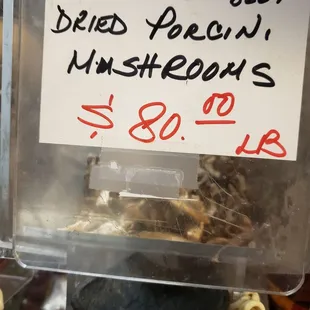 DRIED PORCINI
MUSHROOMS
$80.00
LB